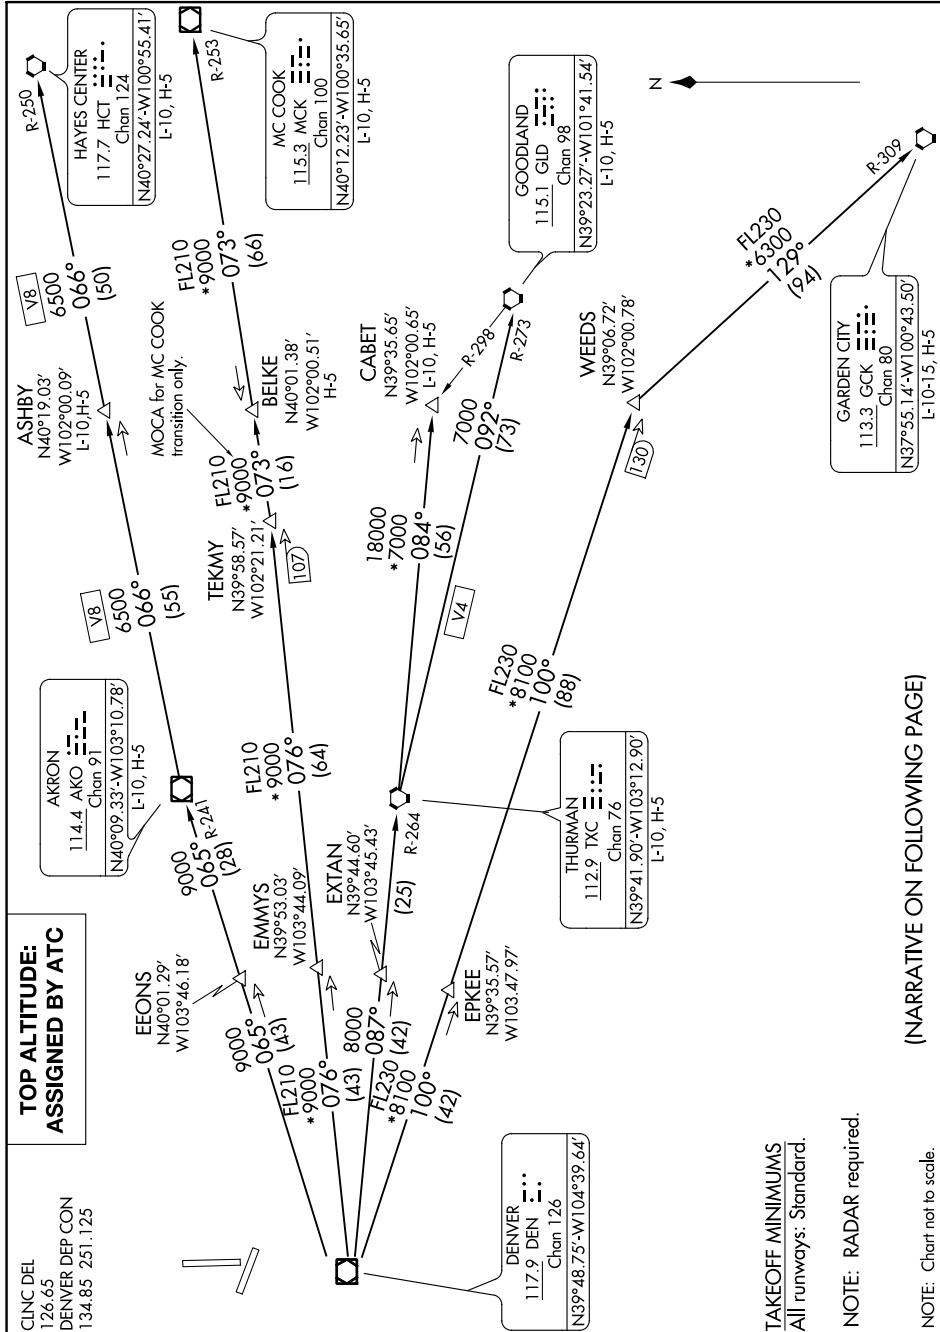 CLNC DEL
126.65
DENVER DEP CON
134.85 251.125
TOP ALTITUDE:
ASSIGNED BY ATC
R-250
HAYES CENTER
117.7 HCT
Chan 124
N40°27.24'-W100°55.41'
L-10, H-5
R-253
MC COOK
115.3 MCK
Chan 100
N40°12.23'-W100°35.65'
L-10, H-5
GOODLAND
115.1 GLD
Chan 98
N39°23.27'-W101°41.54'
L-10, H-5
N
R-309
GARDEN CITY
113.3 GCK
Chan 80
N37°55.14'-W100°43.50'
L-10-15, H-5
V8
6500
066°
(50)
ASHBY
N40°19.03'
W102°00.09'
L-10,H-5
V8
6500
066°
(55)
AKRON
114.4 AKO
Chan 91
N40°09.33'-W103°10.78'
L-10, H-5
R-241
9000
065°
(28)
EEONS
N40°01.29'
W103°46.18'
9000
065°
(43)
FL210
*9000
073°
(66)
MOCA for MC COOK
transition only.
BELKE
N40°01.38'
W102°00.51'
H-5
FL210
*9000
073°
(16)
TEKMY
N39°58.57'
W102°21.21'
107
FL210
*9000
076°
(64)
EMMYS
N39°53.03'
W103°44.09'
FL210
*9000
076°
(43)
CABET
N39°35.65'
W102°00.65'
L-10, H-5
R-298
R-273
18000
*7000
084°
(56)
7000
092°
(73)
V4
EXTAN
N39°44.60'
W103°45.43'
(25)
R-264
8000
087°
(42)
THURMAN
112.9 TXC
Chan 76
N39°41.90'-W103°12.90'
L-10, H-5
WEEDS
N39°06.72'
W102°00.78'
FL230
*6300
129°
(94)
130
FL230
*8100
100°
(88)
EPKEE
N39°35.57'
W103.47.97'
FL230
*8100
100°
(42)
DENVER
117.9 DEN
Chan 126
N39°48.75'-W104°39.64'
TAKEOFF MINIMUMS
All runways: Standard.
NOTE: RADAR required.
NOTE: Chart not to scale.
(NARRATIVE ON FOLLOWING PAGE)